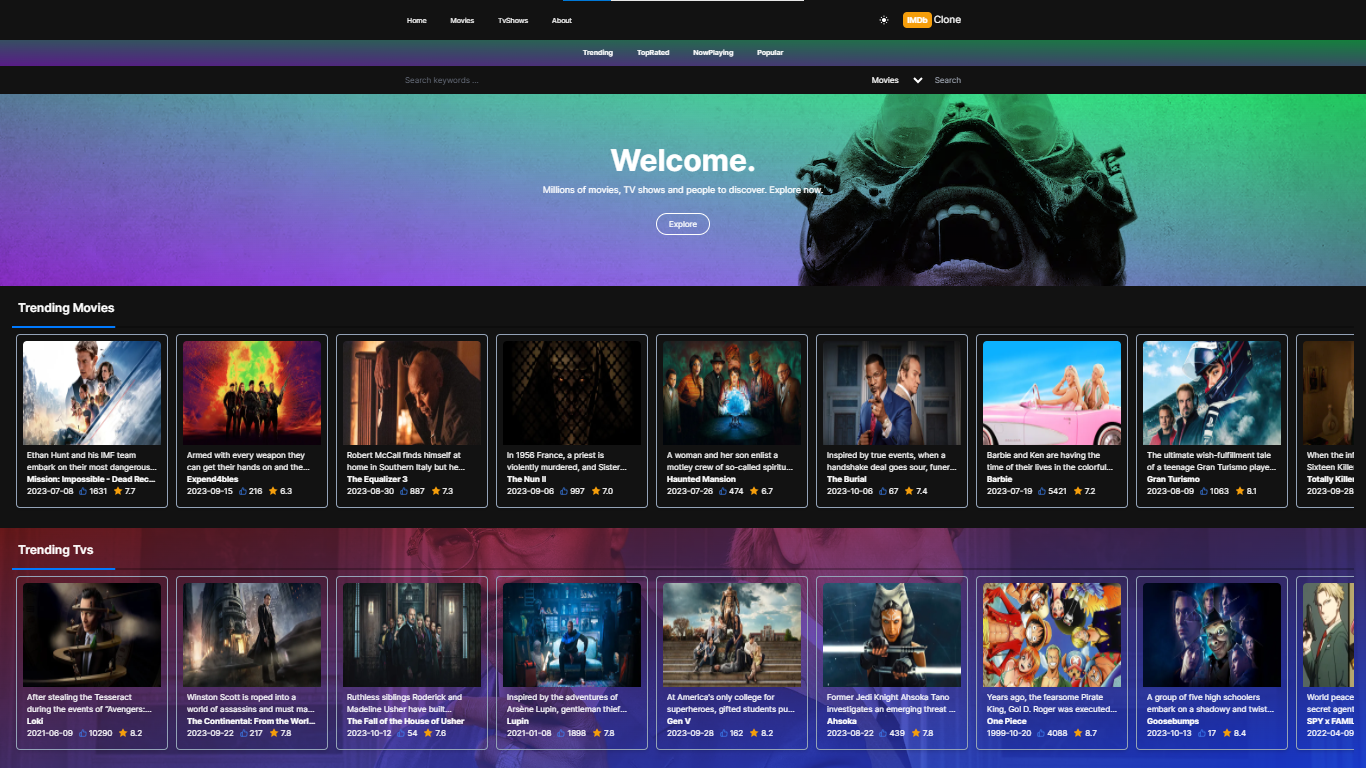 Home Movies TvShows About IMDb Clone
Trending TopRated NowPlaying Popular
Search keywords ... Movies Search
Welcome.
Millions of movies, TV shows and people to discover. Explore now.
Explore
Trending Movies
Ethan Hunt and his IMF team
embark on their most dangerous...
Mission: Impossible - Dead Rec...
2023-07-08 1631 7.7
Armed with every weapon they
can get their hands on and the...
Expend4bles
2023-09-15 216 6.3
Robert McCall finds himself at
home in Southern Italy but he...
The Equalizer 3
2023-08-30 887 7.3
In 1956 France, a priest is
violently murdered, and Sister...
The Nun II
2023-09-06 997 7.0
A woman and her son enlist a
motley crew of so-called spiritu...
Haunted Mansion
2023-07-26 474 6.7
Inspired by true events, when a
handshake deal goes sour, funer...
The Burial
2023-10-06 67 7.4
Barbie and Ken are having the
time of their lives in the colorful...
Barbie
2023-07-19 5421 7.2
The ultimate wish-fulfillment tale
of a teenage Gran Turismo playe...
Gran Turismo
2023-08-09 1063 8.1
When the inf
Sixteen Killer
Totally Killer
2023-09-28
Trending Tvs
After stealing the Tesseract
during the events of “Avengers:...
Loki
2021-06-09 10290 8.2
Winston Scott is roped into a
world of assassins and must ma...
The Continental: From the Worl...
2023-09-22 217 7.8
Ruthless siblings Roderick and
Madeline Usher have built...
The Fall of the House of Usher
2023-10-12 54 7.6
Inspired by the adventures of
Arsène Lupin, gentleman thief...
Lupin
2021-01-08 1898 7.8
At America's only college for
superheroes, gifted students pu...
Gen V
2023-09-28 162 8.2
Former Jedi Knight Ahsoka Tano
investigates an emerging threat ...
Ahsoka
2023-08-22 439 7.8
Years ago, the fearsome Pirate
King, Gol D. Roger was executed...
One Piece
1999-10-20 4088 8.7
A group of five high schoolers
embark on a shadowy and twist...
Goosebumps
2023-10-13 17 8.4
World peace
secret agent
SPY x FAMIL
2022-04-09